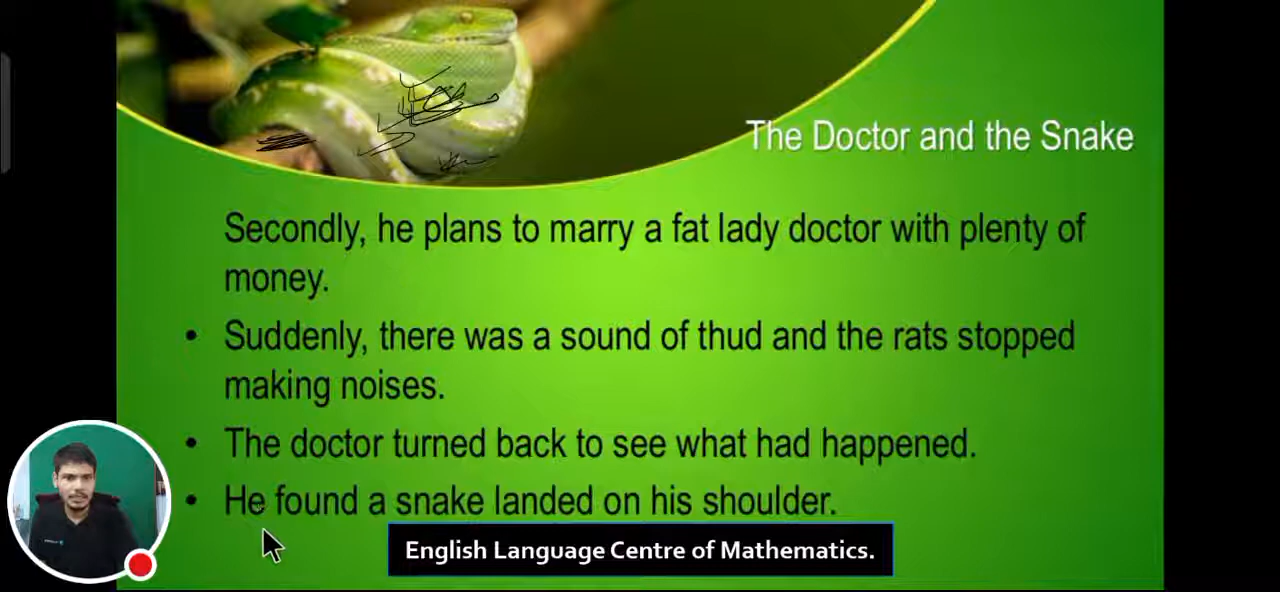 The Doctor and the Snake
Secondly, he plans to marry a fat lady doctor with plenty of
money.
• Suddenly, there was a sound of thud and the rats stopped
making noises.
• The doctor turned back to see what had happened.
• He found a snake landed on his shoulder.
English Language Centre of Mathematics.